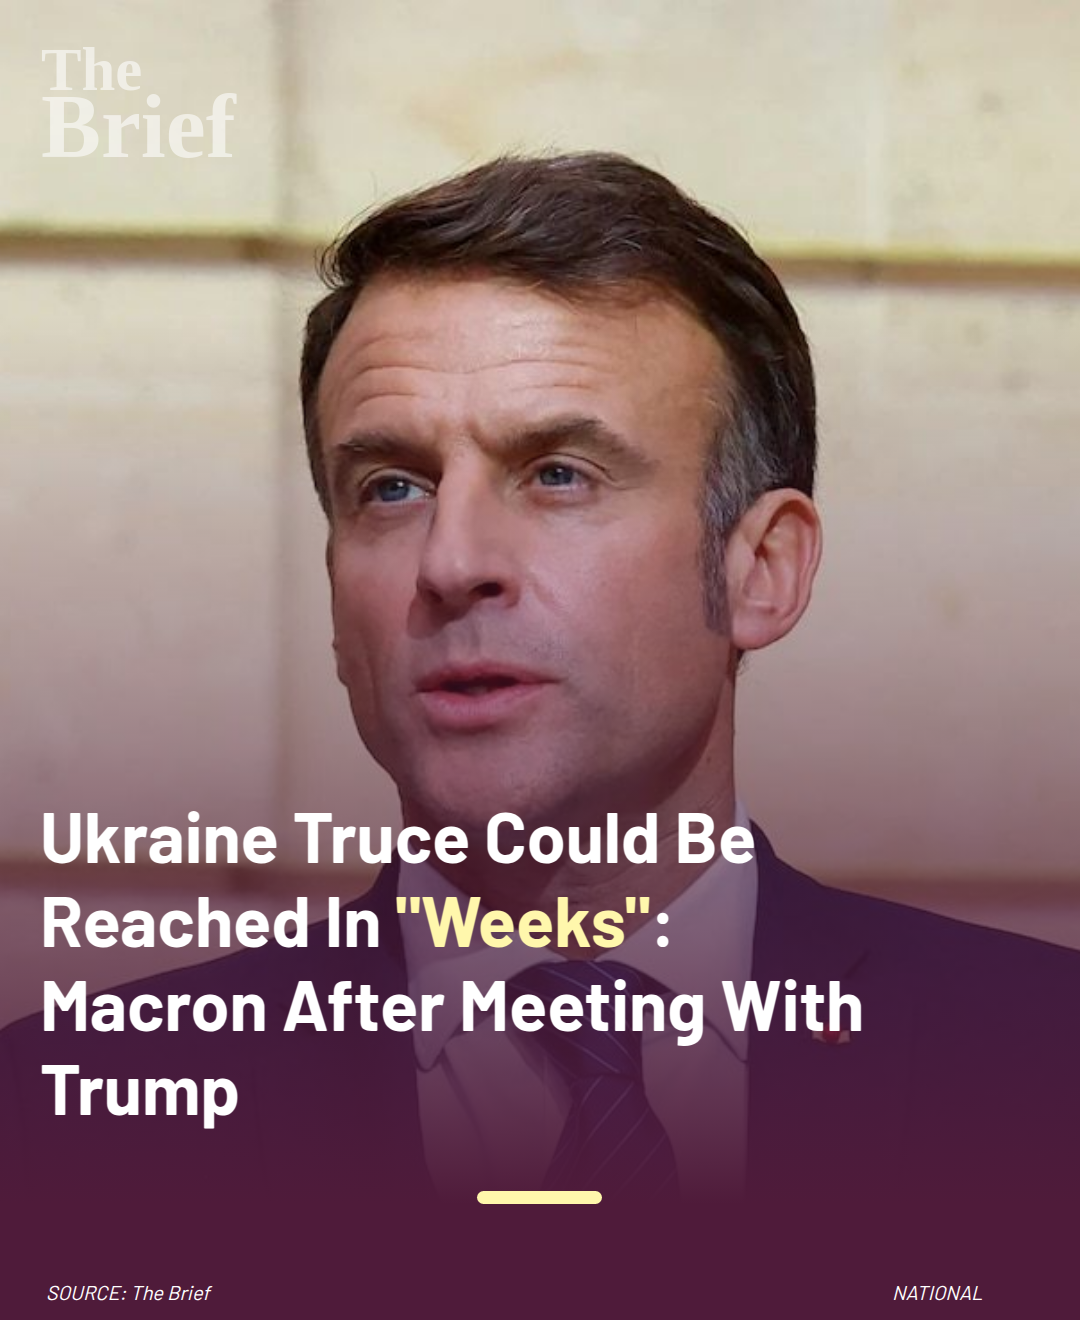 The
Brief
Ukraine Truce Could Be
Reached In "Weeks":
Macron After Meeting With
Trump
SOURCE: The Brief
NATIONAL